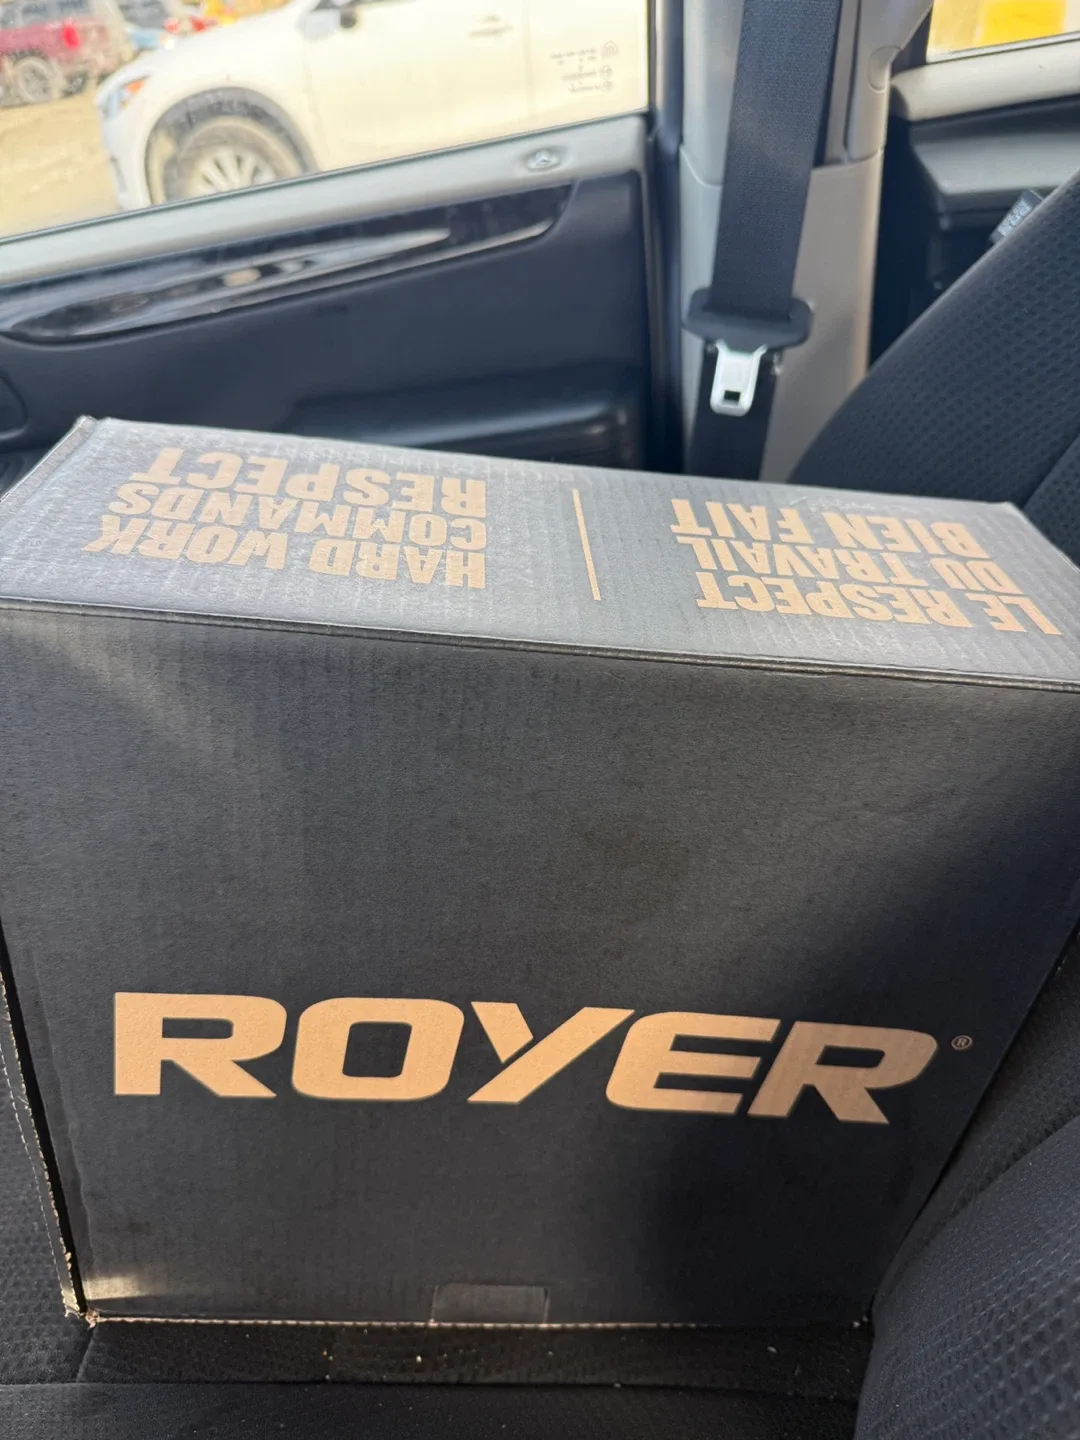 HARD WORK
COMMANDS
RESPECT
LE RESPECT
DU TRAVAIL
BIEN FAIT
ROYER®